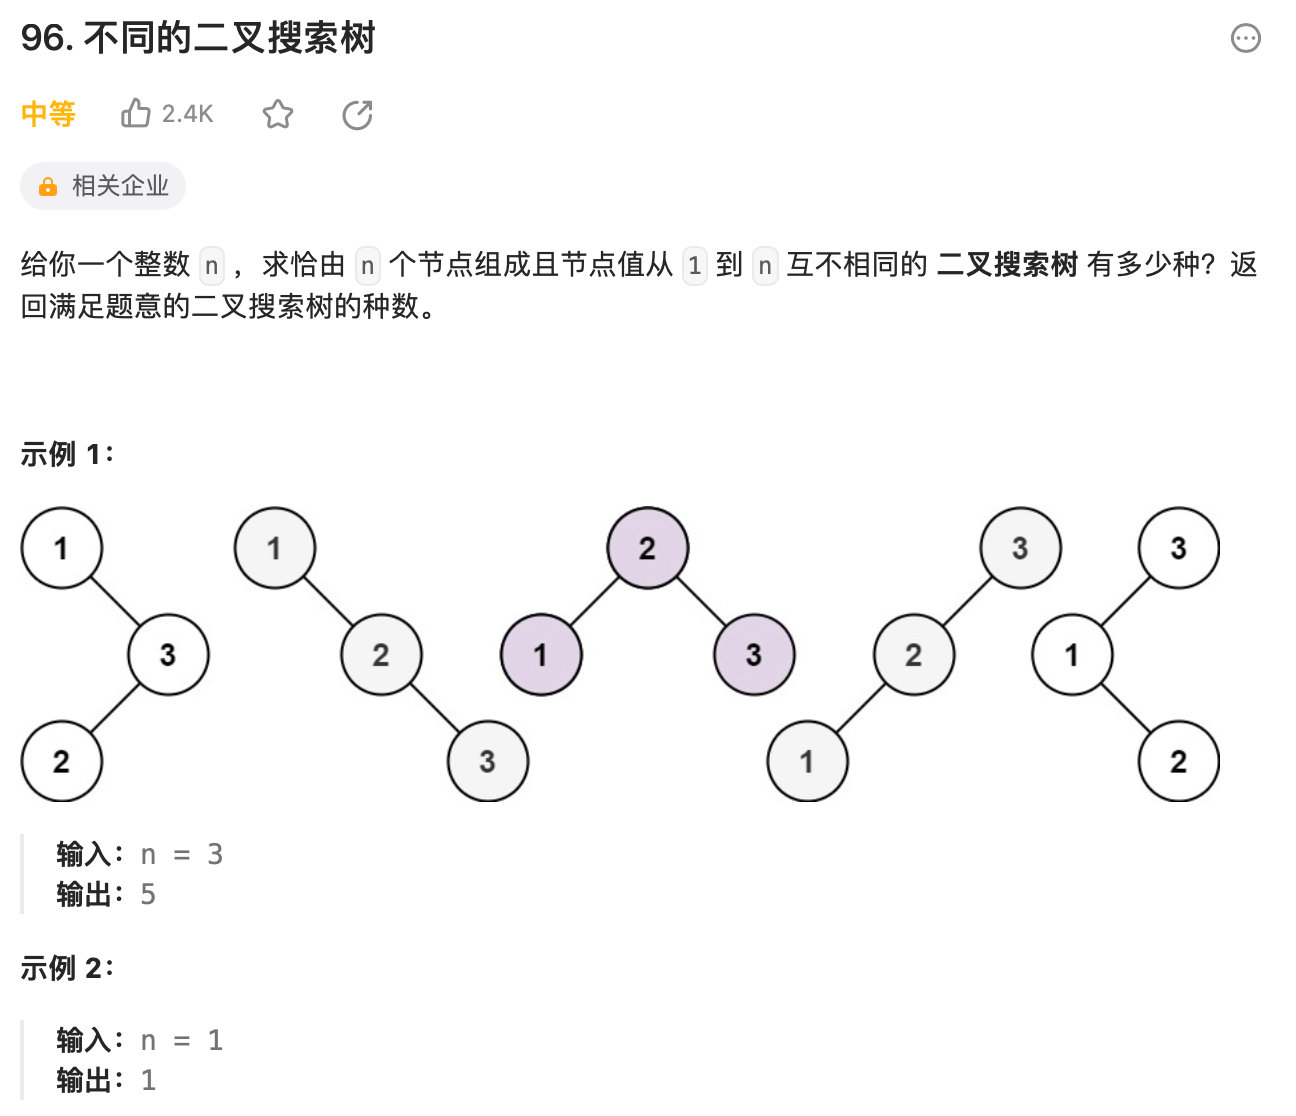 96. 不同的二叉搜索树
中等 2.4K
相关企业
给你一个整数 n ，求恰由 n 个节点组成且节点值从 1 到 n 互不相同的 二叉搜索树 有多少种？返
回满足题意的二叉搜索树的种数。
示例 1：
1 1 2 3 3
3 2 1 3 2 1
2 3 1 2
输入：n = 3
输出：5
示例 2：
输入：n = 1
输出：1